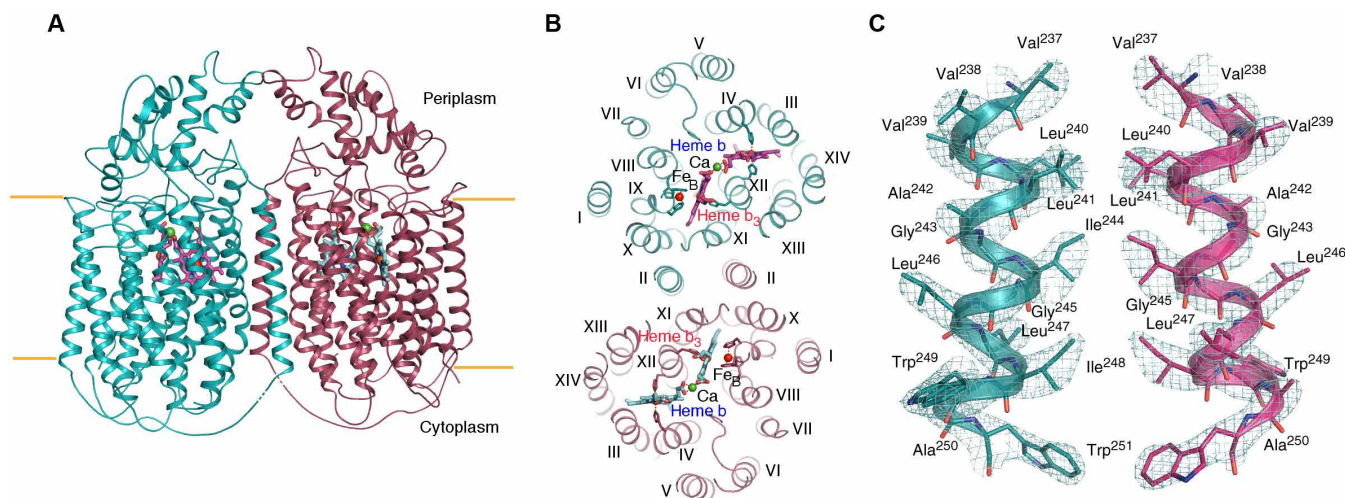 A
Periplasm
Cytoplasm
B
V
VI
IV
III
VII
Heme b
XIV
VIII
Ca
Fe_B
XII
IX
I
Heme b₃
X
XI
XIII
II
II
XI
X
XIII
Heme b₃
XII
I
Fe_B
XIV
Ca
VIII
Heme b
VII
III
IV
VI
V
C
Val²³⁷
Val²³⁷
Val²³⁸
Val²³⁸
Val²³⁹
Leu²⁴⁰
Leu²⁴⁰
Val²³⁹
Ala²⁴²
Leu²⁴¹
Leu²⁴¹
Ala²⁴²
Gly²⁴³
Ile²⁴⁴
Gly²⁴³
Leu²⁴⁶
Leu²⁴⁶
Gly²⁴⁵
Gly²⁴⁵
Leu²⁴⁷
Leu²⁴⁷
Trp²⁴⁹
Ile²⁴⁸
Trp²⁴⁹
Ala²⁵⁰
Trp²⁵¹
Ala²⁵⁰